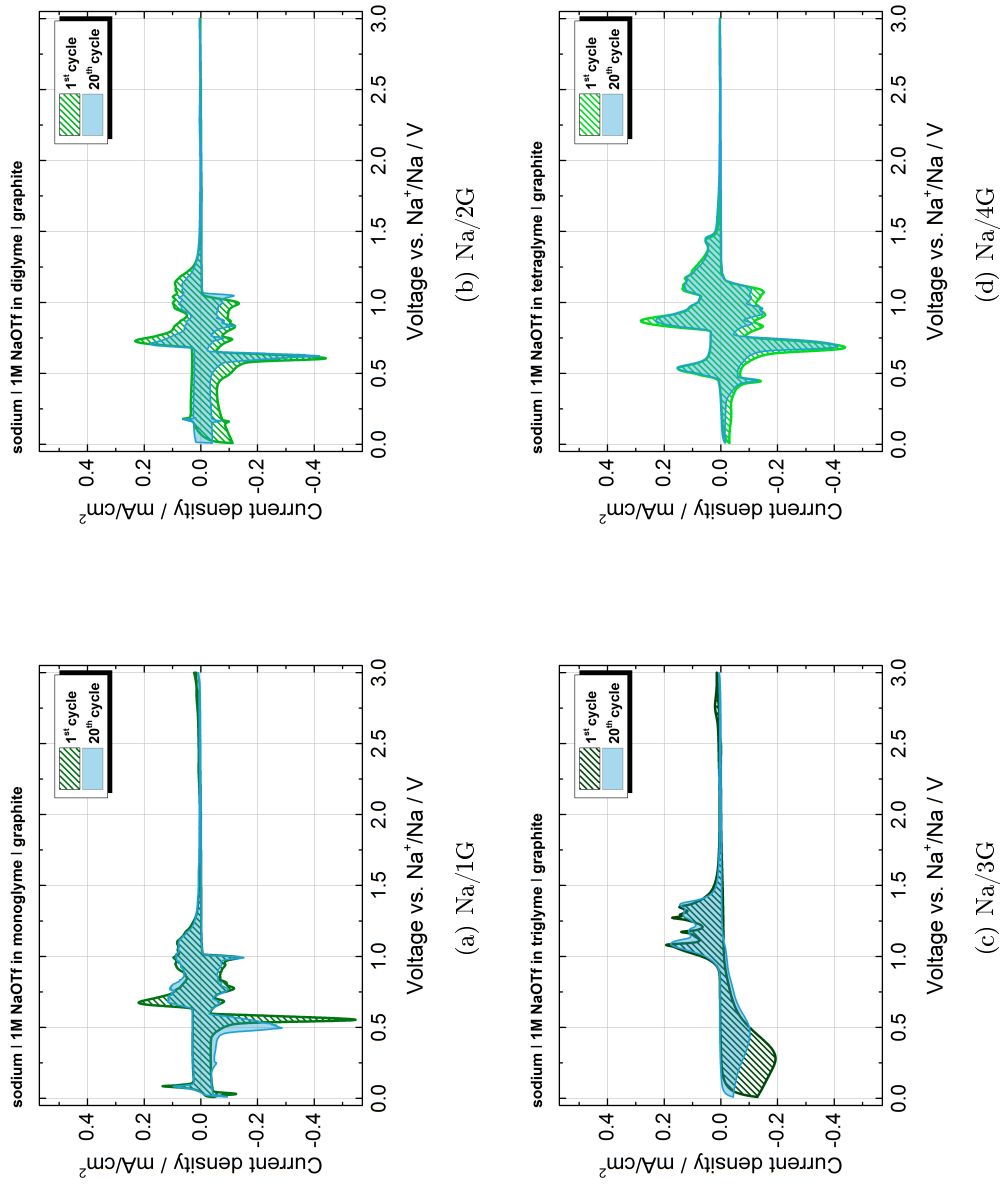 sodium | 1M NaOTf in monoglyme | graphite
1st cycle
20th cycle
0.4
0.2
0.0
-0.2
-0.4
Current density / mA/cm2
0.0 0.5 1.0 1.5 2.0 2.5 3.0
Voltage vs. Na+/Na / V
(a) Na/1G
sodium | 1M NaOTf in diglyme | graphite
1st cycle
20th cycle
0.4
0.2
0.0
-0.2
-0.4
Current density / mA/cm2
0.0 0.5 1.0 1.5 2.0 2.5 3.0
Voltage vs. Na+/Na / V
(b) Na/2G
sodium | 1M NaOTf in triglyme | graphite
1st cycle
20th cycle
0.4
0.2
0.0
-0.2
-0.4
Current density / mA/cm2
0.0 0.5 1.0 1.5 2.0 2.5 3.0
Voltage vs. Na+/Na / V
(c) Na/3G
sodium | 1M NaOTf in tetraglyme | graphite
1st cycle
20th cycle
0.4
0.2
0.0
-0.2
-0.4
Current density / mA/cm2
0.0 0.5 1.0 1.5 2.0 2.5 3.0
Voltage vs. Na+/Na / V
(d) Na/4G